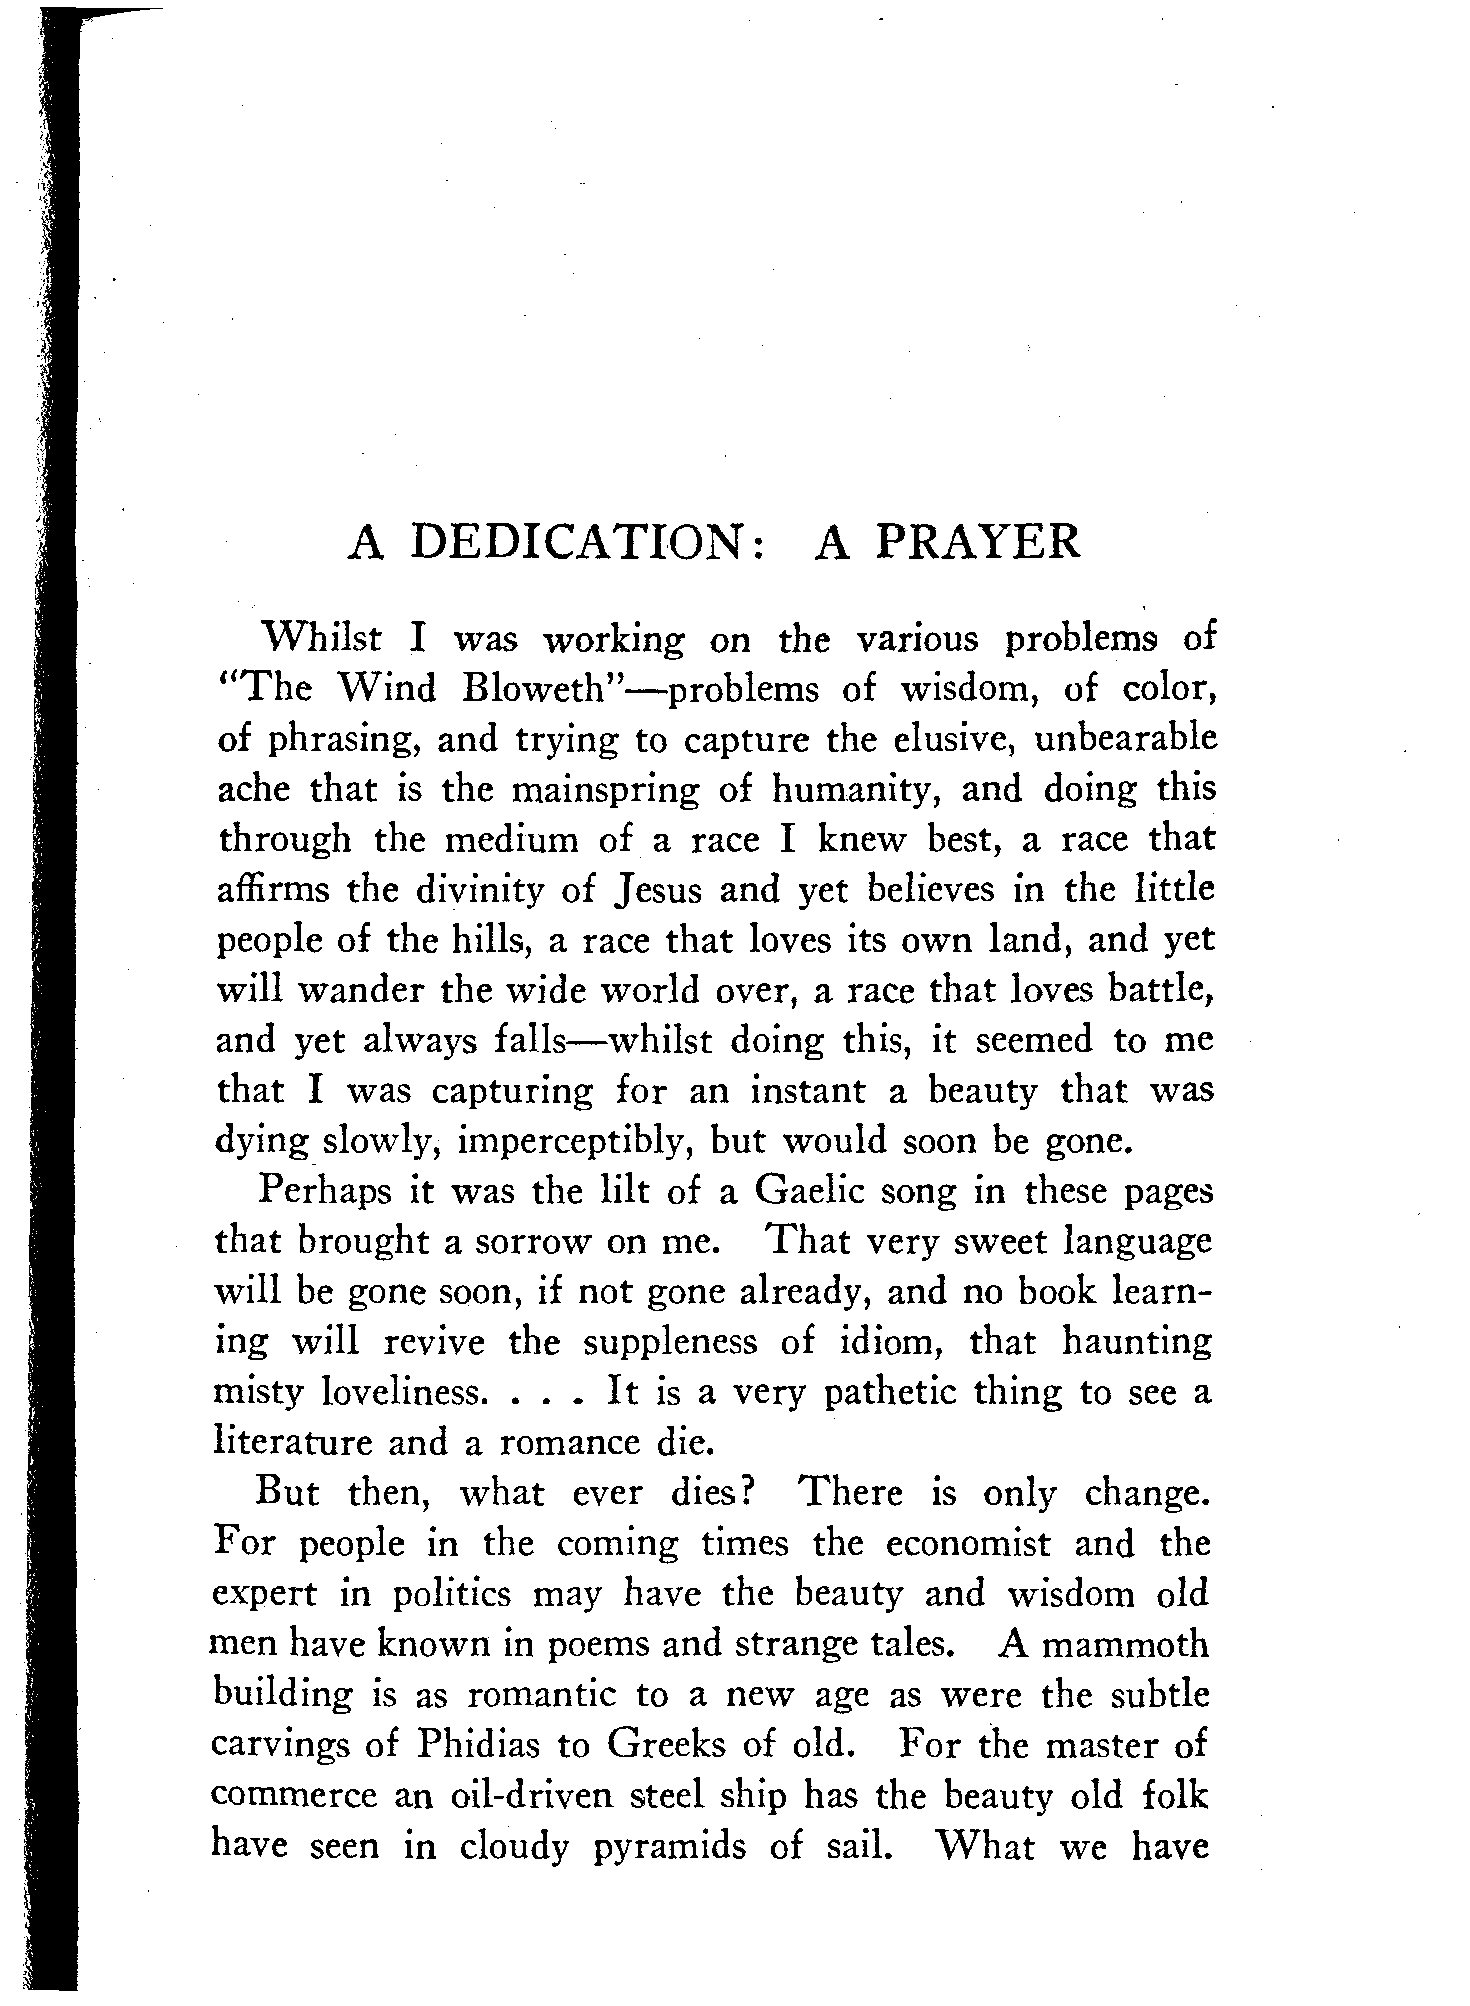 A DEDICATION: A PRAYER
Whilst I was working on the various problems of
"The Wind Bloweth"—problems of wisdom, of color,
of phrasing, and trying to capture the elusive, unbearable
ache that is the mainspring of humanity, and doing this
through the medium of a race I knew best, a race that
affirms the divinity of Jesus and yet believes in the little
people of the hills, a race that loves its own land, and yet
will wander the wide world over, a race that loves battle,
and yet always falls—whilst doing this, it seemed to me
that I was capturing for an instant a beauty that was
dying slowly, imperceptibly, but would soon be gone.
Perhaps it was the lilt of a Gaelic song in these pages
that brought a sorrow on me. That very sweet language
will be gone soon, if not gone already, and no book learn-
ing will revive the suppleness of idiom, that haunting
misty loveliness. . . . It is a very pathetic thing to see a
literature and a romance die.
But then, what ever dies? There is only change.
For people in the coming times the economist and the
expert in politics may have the beauty and wisdom old
men have known in poems and strange tales. A mammoth
building is as romantic to a new age as were the subtle
carvings of Phidias to Greeks of old. For the master of
commerce an oil-driven steel ship has the beauty old folk
have seen in cloudy pyramids of sail. What we have